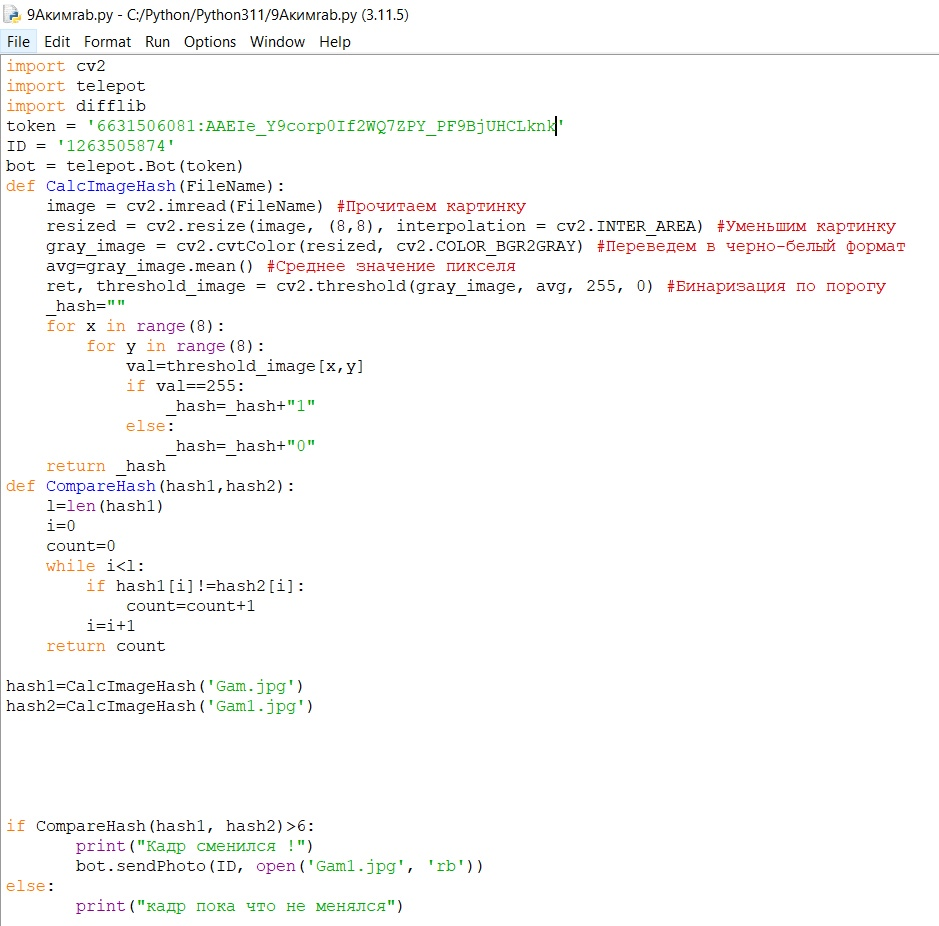 9Акимгав.py - C:/Python/Python311/9Акимгав.py (3.11.5)
File Edit Format Run Options Window Help
import cv2
import telepot
import difflib
token = '6631506081:AAEIe_Y9corp0If2WQ7ZPY_PF9BjUHCLknk'
ID = '1263505874'
bot = telepot.Bot(token)
def CalcImageHash(FileName):
    image = cv2.imread(FileName) #Прочитаем картинку
    resized = cv2.resize(image, (8,8), interpolation = cv2.INTER_AREA) #Уменьшим картинку
    gray_image = cv2.cvtColor(resized, cv2.COLOR_BGR2GRAY) #Переведем в черно-белый формат
    avg=gray_image.mean() #Среднее значение пикселя
    ret, threshold_image = cv2.threshold(gray_image, avg, 255, 0) #Бинаризация по порогу
    _hash=""
    for x in range(8):
        for y in range(8):
            val=threshold_image[x,y]
            if val==255:
                _hash=_hash+"1"
            else:
                _hash=_hash+"0"
    return _hash
def CompareHash(hash1,hash2):
    l=len(hash1)
    i=0
    count=0
    while i<l:
        if hash1[i]!=hash2[i]:
            count=count+1
        i=i+1
    return count
hash1=CalcImageHash('Gam.jpg')
hash2=CalcImageHash('Gam1.jpg')
if CompareHash(hash1, hash2)>6:
       print("Кадр сменился !")
       bot.sendPhoto(ID, open('Gam1.jpg', 'rb'))
else:
       print("кадр пока что не менялся")